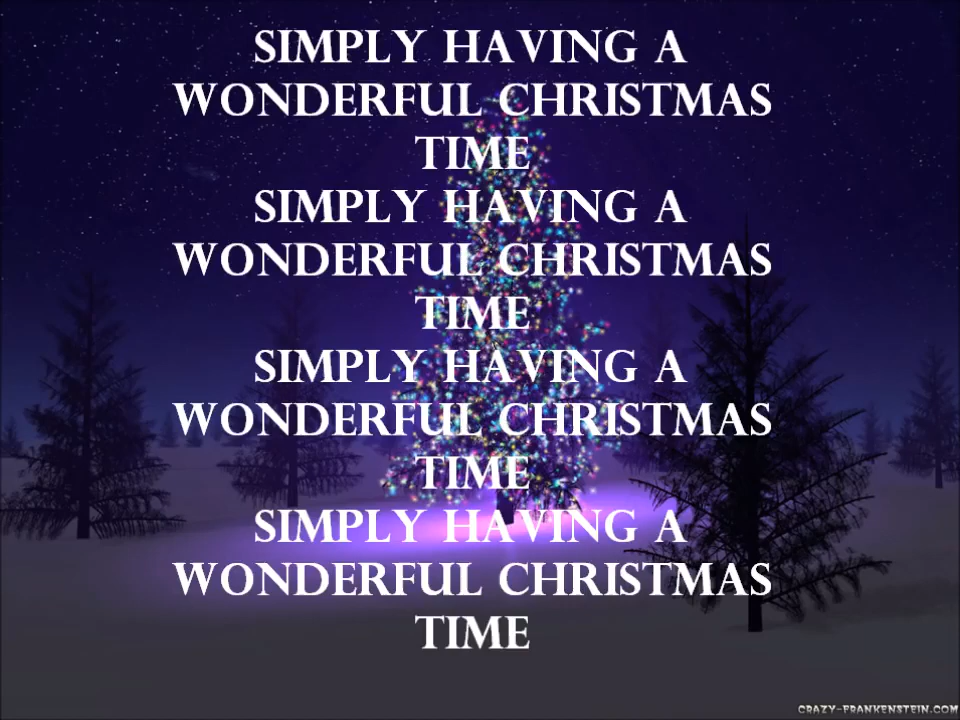 SIMPLY HAVING A
WONDERFUL CHRISTMAS
TIME
SIMPLY HAVING A
WONDERFUL CHRISTMAS
TIME
SIMPLY HAVING A
WONDERFUL CHRISTMAS
TIME
SIMPLY HAVING A
WONDERFUL CHRISTMAS
TIME
CRAZY-FRANKENSTEIN.COM